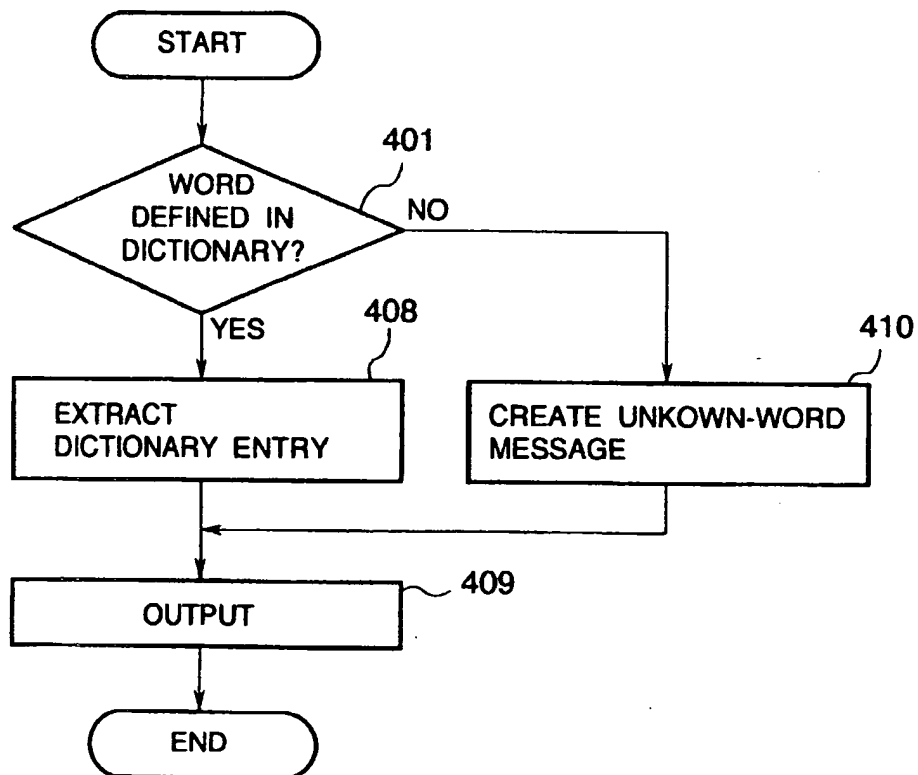 START
401
WORD
DEFINED IN
DICTIONARY?
NO
YES
408
EXTRACT
DICTIONARY ENTRY
410
CREATE UNKOWN-WORD
MESSAGE
409
OUTPUT
END